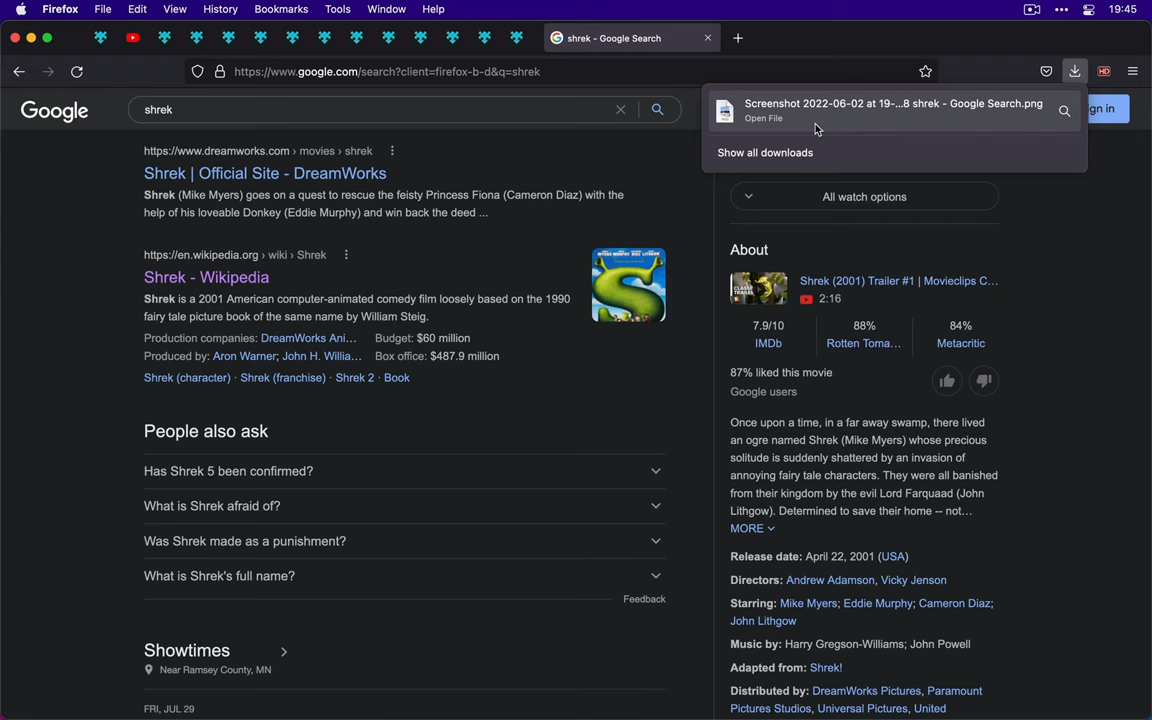 Firefox File Edit View History Bookmarks Tools Window Help 19:45
shrek - Google Search
https://www.google.com/search?client=firefox-b-d&q=shrek
HD
Google
shrek
gn in
Screenshot 2022-06-02 at 19-...8 shrek - Google Search.png
Open File
Show all downloads
https://www.dreamworks.com › movies › shrek
Shrek | Official Site - DreamWorks
Shrek (Mike Myers) goes on a quest to rescue the feisty Princess Fiona (Cameron Diaz) with the
help of his loveable Donkey (Eddie Murphy) and win back the deed ...
https://en.wikipedia.org › wiki › Shrek
Shrek - Wikipedia
Shrek is a 2001 American computer-animated comedy film loosely based on the 1990
fairy tale picture book of the same name by William Steig.
Production companies: DreamWorks Ani... Budget: $60 million
Produced by: Aron Warner; John H. Willia... Box office: $487.9 million
Shrek (character) · Shrek (franchise) · Shrek 2 · Book
People also ask
Has Shrek 5 been confirmed?
What is Shrek afraid of?
Was Shrek made as a punishment?
What is Shrek's full name?
Feedback
Showtimes
Near Ramsey County, MN
FRI, JUL 29
All watch options
About
Shrek (2001) Trailer #1 | Movieclips C...
2:16
7.9/10 88% 84%
IMDb Rotten Toma... Metacritic
87% liked this movie
Google users
Once upon a time, in a far away swamp, there lived
an ogre named Shrek (Mike Myers) whose precious
solitude is suddenly shattered by an invasion of
annoying fairy tale characters. They were all banished
from their kingdom by the evil Lord Farquaad (John
Lithgow). Determined to save their home -- not...
MORE
Release date: April 22, 2001 (USA)
Directors: Andrew Adamson, Vicky Jenson
Starring: Mike Myers; Eddie Murphy; Cameron Diaz;
John Lithgow
Music by: Harry Gregson-Williams; John Powell
Adapted from: Shrek!
Distributed by: DreamWorks Pictures, Paramount
Pictures Studios, Universal Pictures, United